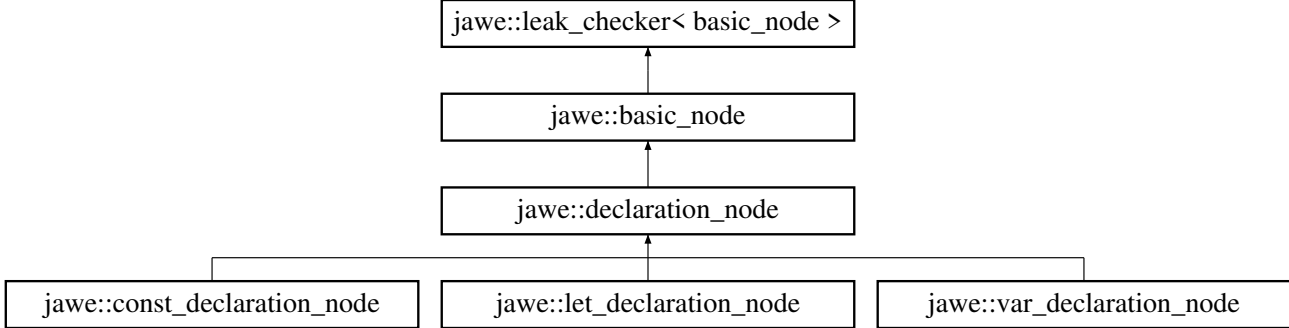 jawe::leak_checker< basic_node >
jawe::basic_node
jawe::declaration_node
jawe::const_declaration_node
jawe::let_declaration_node
jawe::var_declaration_node